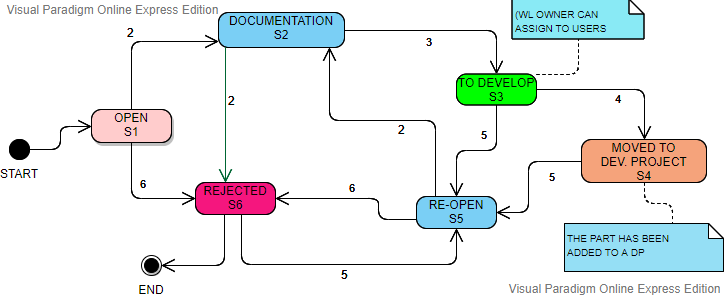 Visual Paradigm Online Express Edition
DOCUMENTATION
S2
(WL OWNER CAN
ASSIGN TO USERS
2
3
TO DEVELOP
S3
2
4
OPEN
S1
2
5
START
MOVED TO
DEV. PROJECT
S4
6
REJECTED
S6
6
5
RE-OPEN
S5
THE PART HAS BEEN
ADDED TO A DP
5
END
Visual Paradigm Online Express Edition